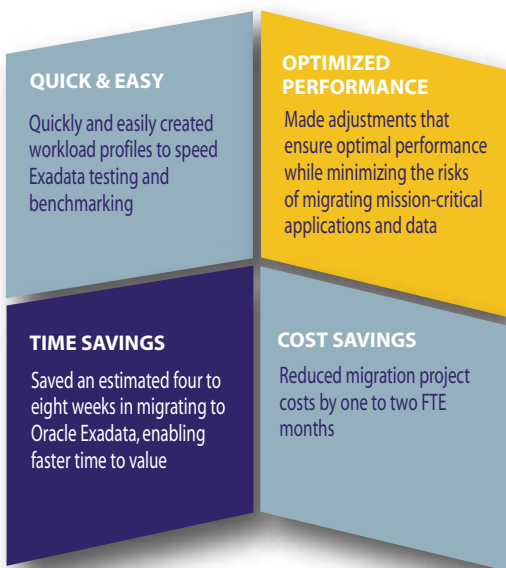 QUICK & EASY
Quickly and easily created
workload profiles to speed
Exadata testing and
benchmarking
OPTIMIZED
PERFORMANCE
Made adjustments that
ensure optimal performance
while minimizing the risks
of migrating mission-critical
applications and data
TIME SAVINGS
Saved an estimated four to
eight weeks in migrating to
Oracle Exadata, enabling
faster time to value
COST SAVINGS
Reduced migration project
costs by one to two FTE
months